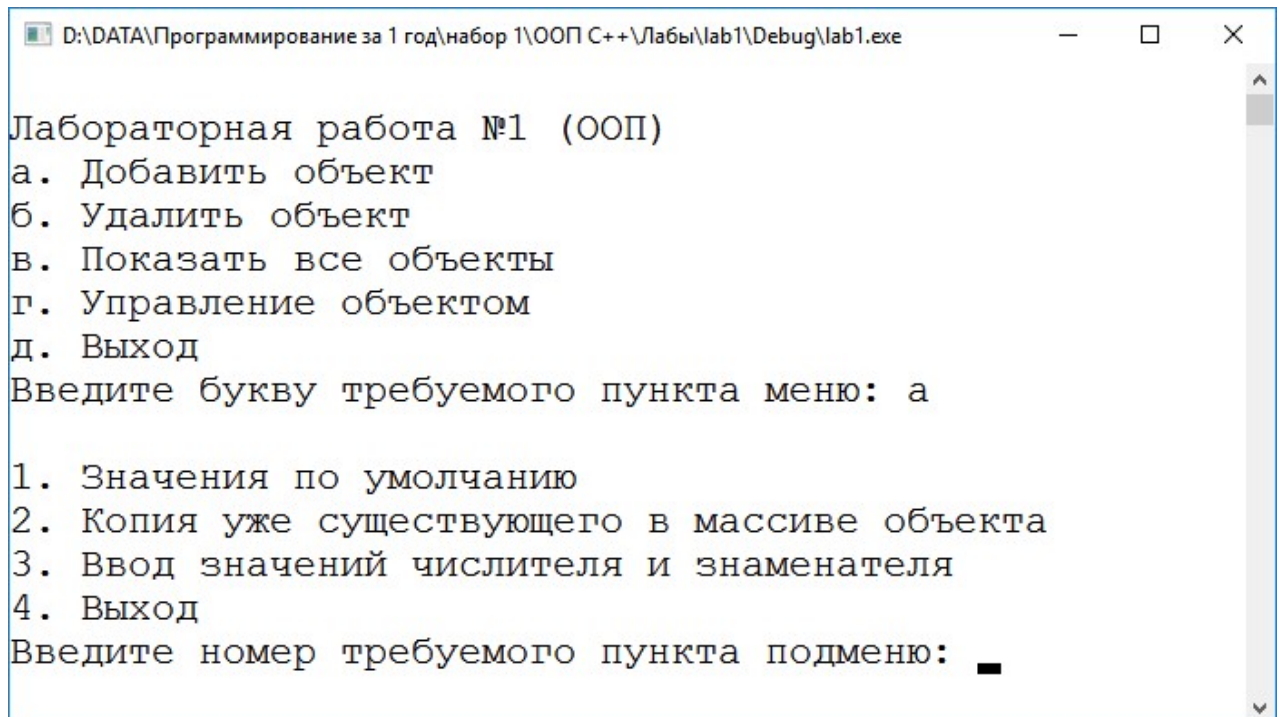 D:\DATA\Программирование за 1 год\набор 1\ООП C++\Лабы\lab1\Debug\lab1.exe
Лабораторная работа №1 (ООП)
а. Добавить объект
б. Удалить объект
в. Показать все объекты
г. Управление объектом
д. Выход
Введите букву требуемого пункта меню: а
1. Значения по умолчанию
2. Копия уже существующего в массиве объекта
3. Ввод значений числителя и знаменателя
4. Выход
Введите номер требуемого пункта подменю: